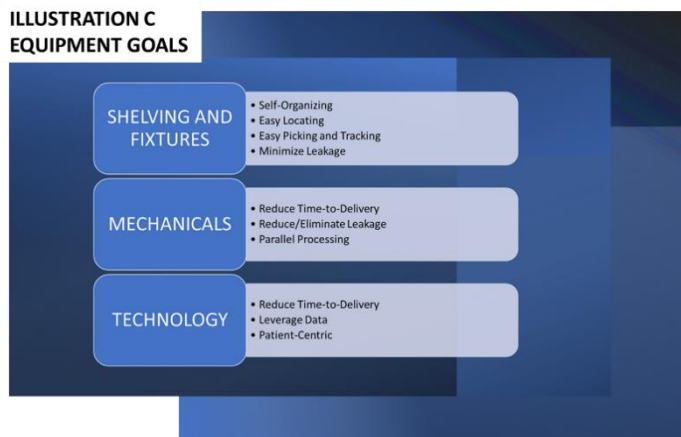 ILLUSTRATION C
EQUIPMENT GOALS
SHELVING AND
FIXTURES
• Self-Organizing
• Easy Locating
• Easy Picking and Tracking
• Minimize Leakage
MECHANICALS
• Reduce Time-to-Delivery
• Reduce/Eliminate Leakage
• Parallel Processing
TECHNOLOGY
• Reduce Time-to-Delivery
• Leverage Data
• Patient-Centric